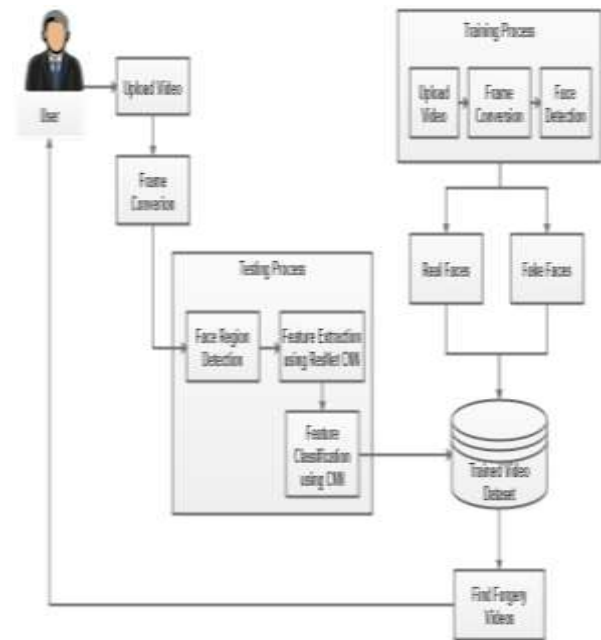 User
Upload Video
Frame
Conversion
Training Process
Upload
Video
Frame
Conversion
Face
Detection
Real Faces
Fake Faces
Testing Process
Face Region
Detection
Feature Extraction
using ResNet CNN
Feature
Classification
using CNN
Trained Video
Dataset
Find Forgery
Videos